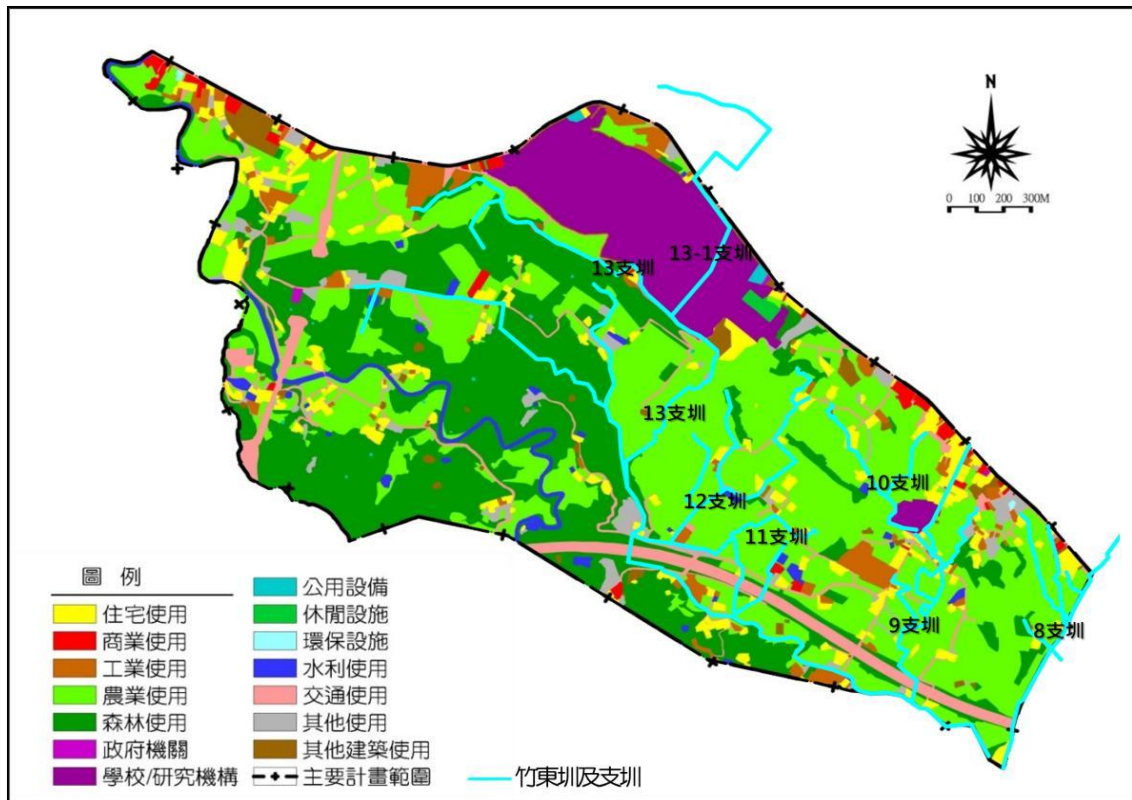 N
0 100 200 300M
13-1支圳
13支圳
13支圳
10支圳
12支圳
11支圳
9支圳
8支圳
圖 例
住宅使用
商業使用
工業使用
農業使用
森林使用
政府機關
學校/研究機構
公用設備
休閒設施
環保設施
水利使用
交通使用
其他使用
其他建築使用
主要計畫範圍
竹東圳及支圳